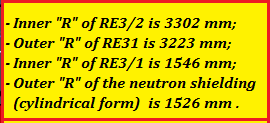 - Inner "R" of RE3/2 is 3302 mm;
- Outer "R" of RE31 is 3223 mm;
- Inner "R" of RE3/1 is 1546 mm;
- Outer "R" of the neutron shielding
(cylindrical form) is 1526 mm .